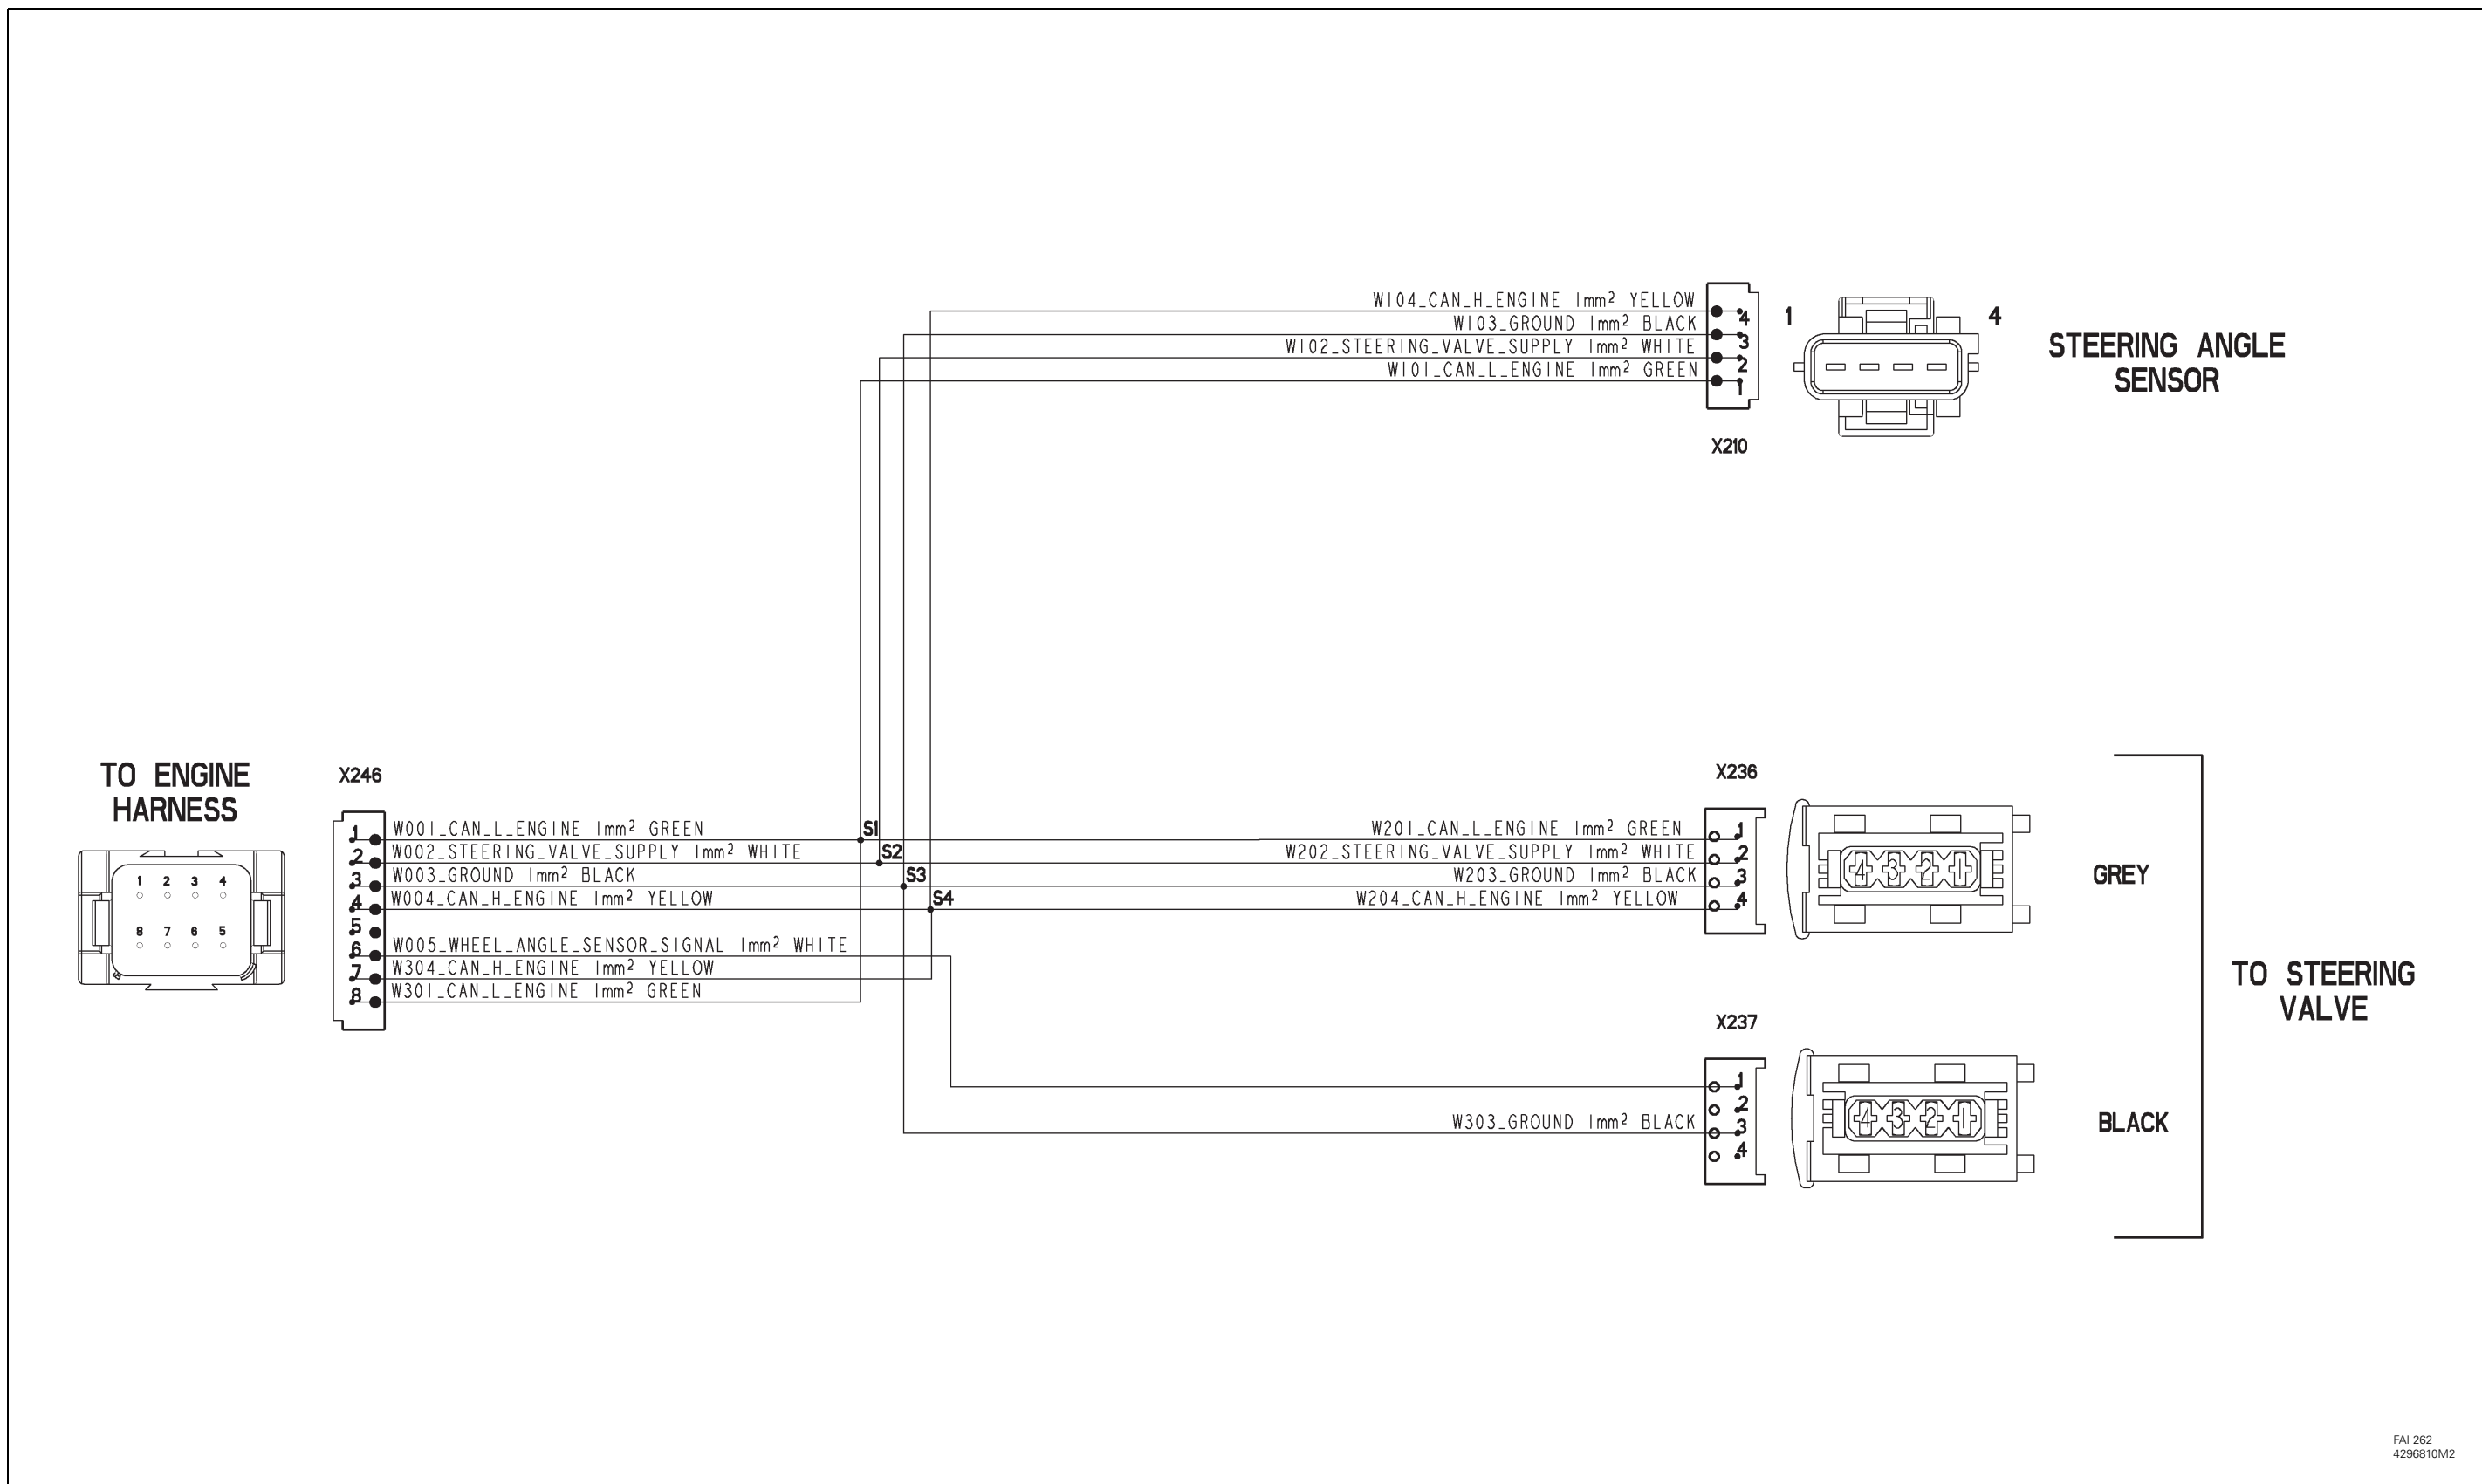 W104_CAN_H_ENGINE 1mm² YELLOW
W103_GROUND 1mm² BLACK
W102_STEERING_VALVE_SUPPLY 1mm² WHITE
W101_CAN_L_ENGINE 1mm² GREEN
4
3
2
1
X210
1
4
STEERING ANGLE
SENSOR
TO ENGINE
HARNESS
1 2 3 4
8 7 6 5
X246
1
2
3
4
5
6
7
8
W001_CAN_L_ENGINE 1mm² GREEN
W002_STEERING_VALVE_SUPPLY 1mm² WHITE
W003_GROUND 1mm² BLACK
W004_CAN_H_ENGINE 1mm² YELLOW
W005_WHEEL_ANGLE_SENSOR_SIGNAL 1mm² WHITE
W304_CAN_H_ENGINE 1mm² YELLOW
W301_CAN_L_ENGINE 1mm² GREEN
S1
S2
S3
S4
X236
W201_CAN_L_ENGINE 1mm² GREEN
W202_STEERING_VALVE_SUPPLY 1mm² WHITE
W203_GROUND 1mm² BLACK
W204_CAN_H_ENGINE 1mm² YELLOW
1
2
3
4
4 3 2 1
GREY
X237
W303_GROUND 1mm² BLACK
1
2
3
4
4 3 2 1
BLACK
TO STEERING
VALVE
FAI 262
4296810M2